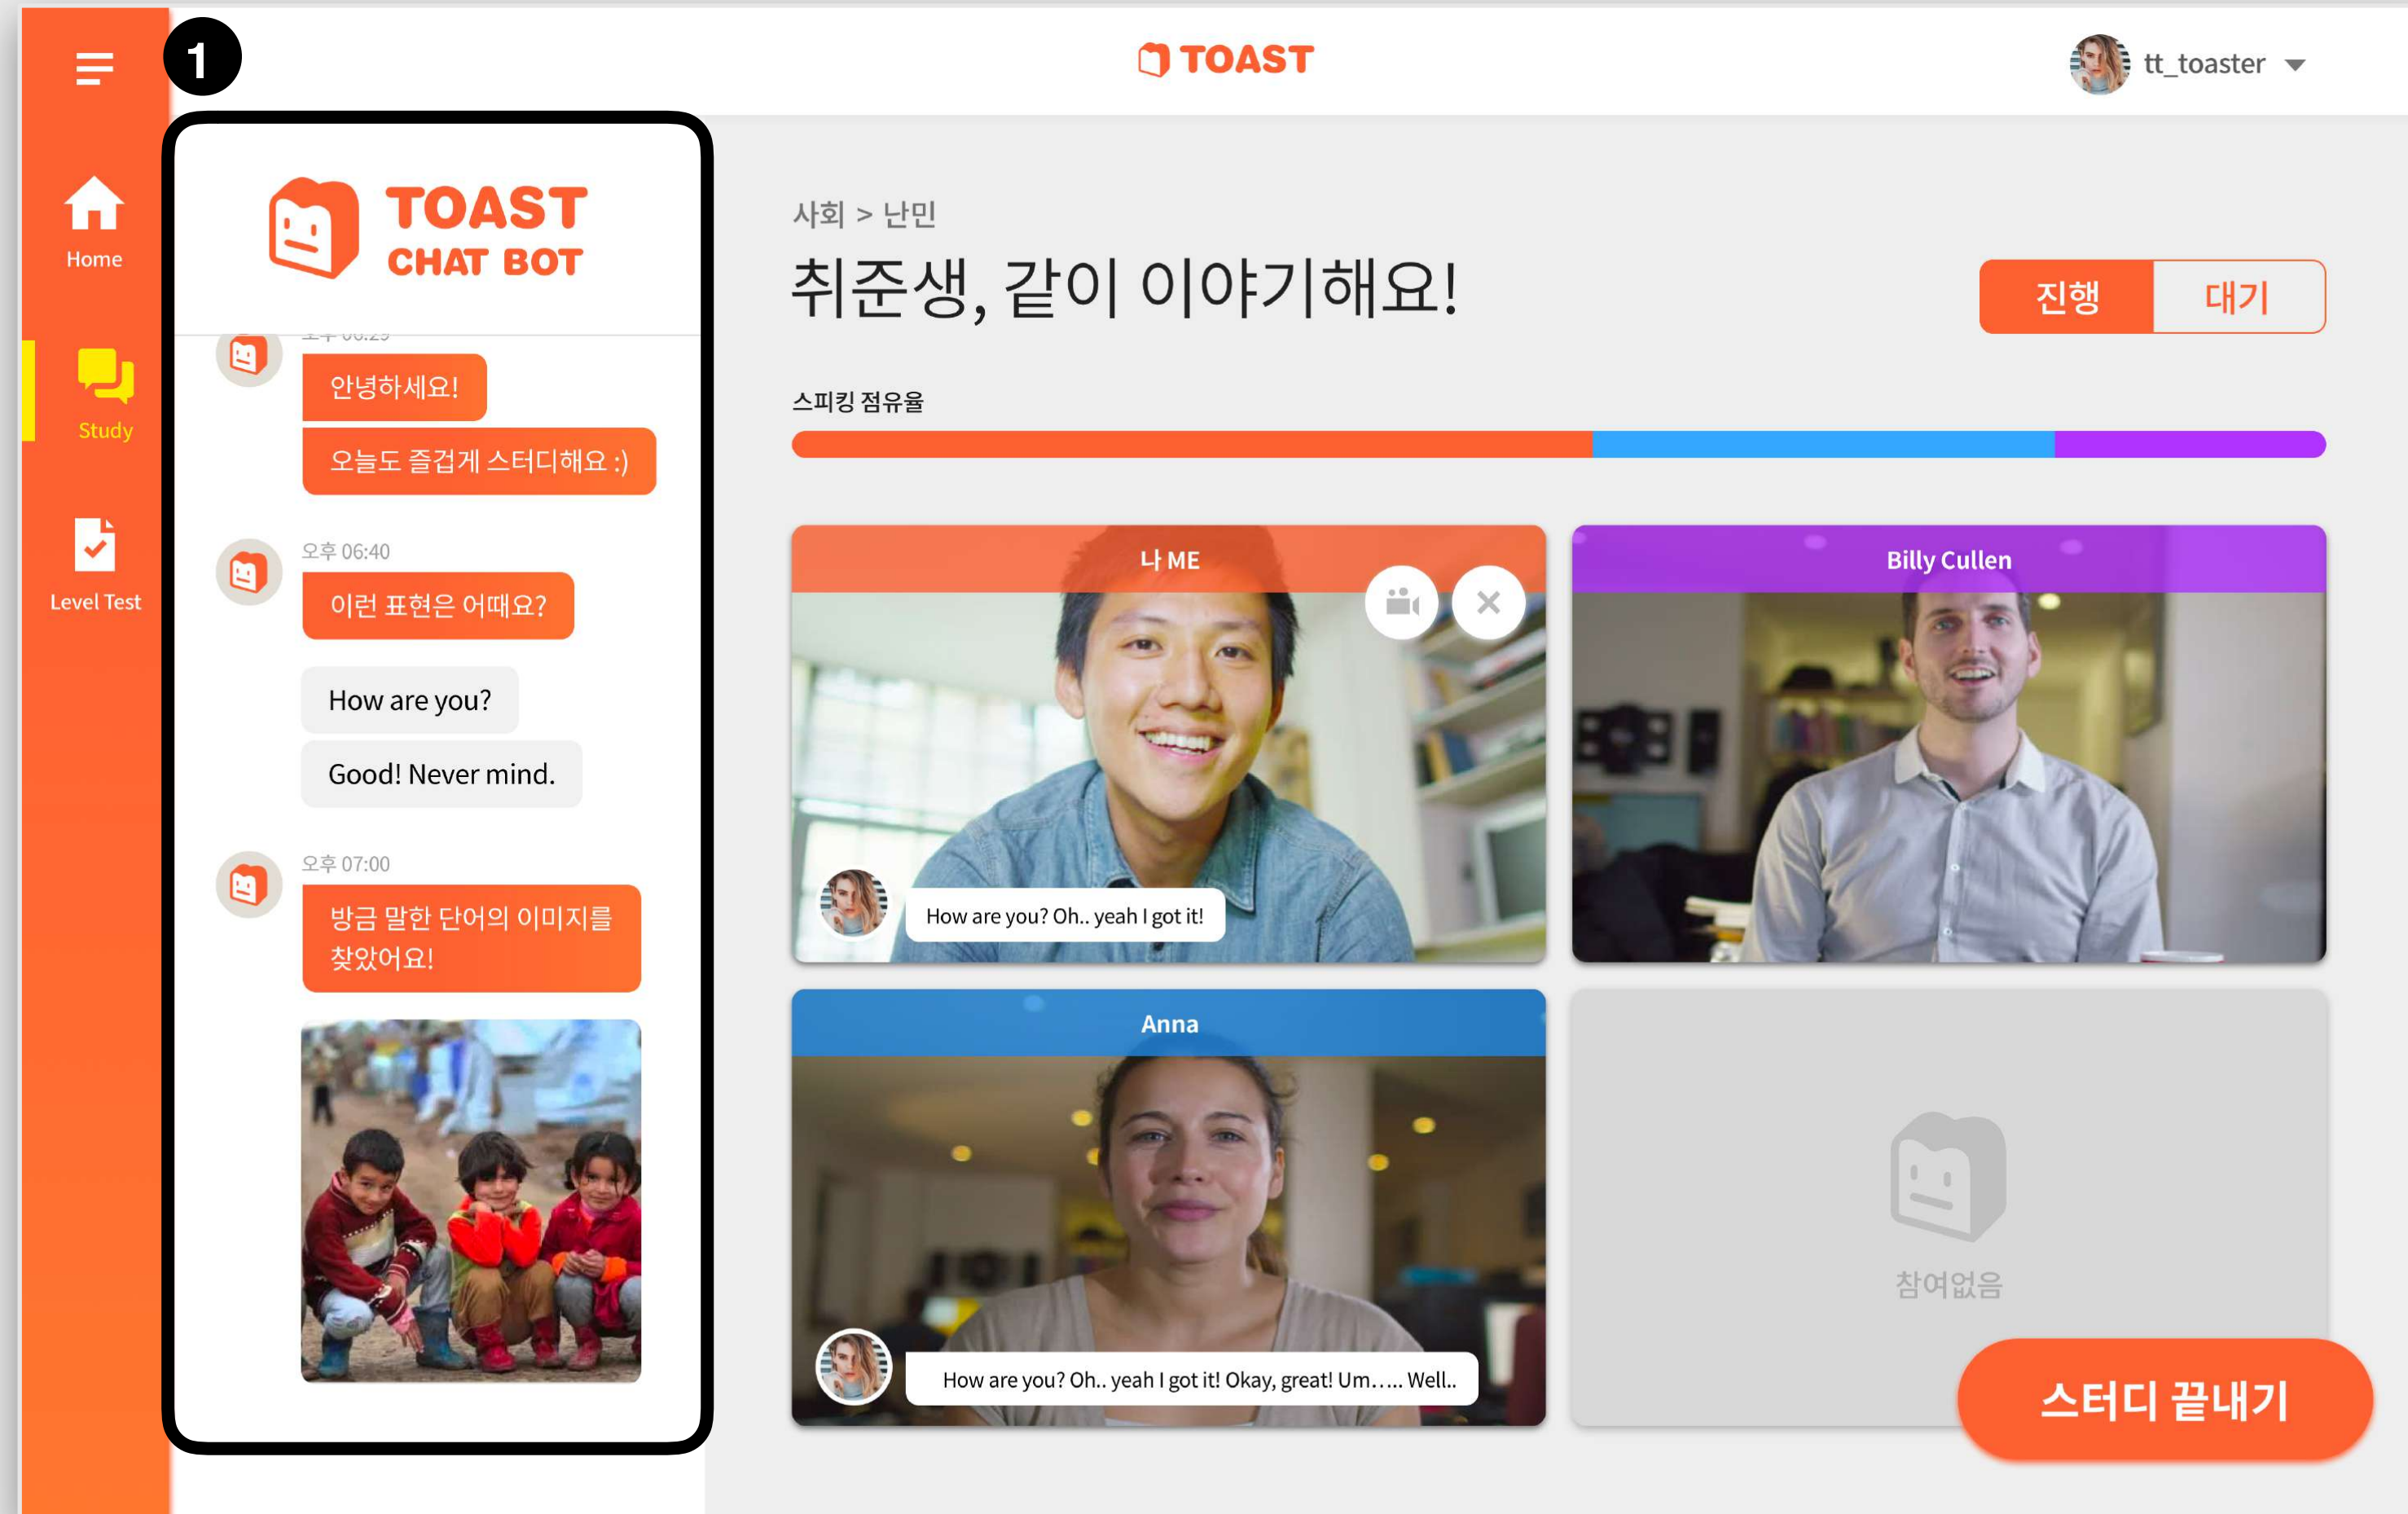 1
TOAST
tt_toaster
Home
Study
Level Test
TOAST
CHAT BOT
오후 06:29
안녕하세요!
오늘도 즐겁게 스터디해요 :)
오후 06:40
이런 표현은 어때요?
How are you?
Good! Never mind.
오후 07:00
방금 말한 단어의 이미지를
찾았어요!
사회 > 난민
취준생, 같이 이야기해요!
진행
대기
스피킹 점유율
나 ME
How are you? Oh.. yeah I got it!
Billy Cullen
Anna
How are you? Oh.. yeah I got it! Okay, great! Um..... Well..
참여없음
스터디 끝내기